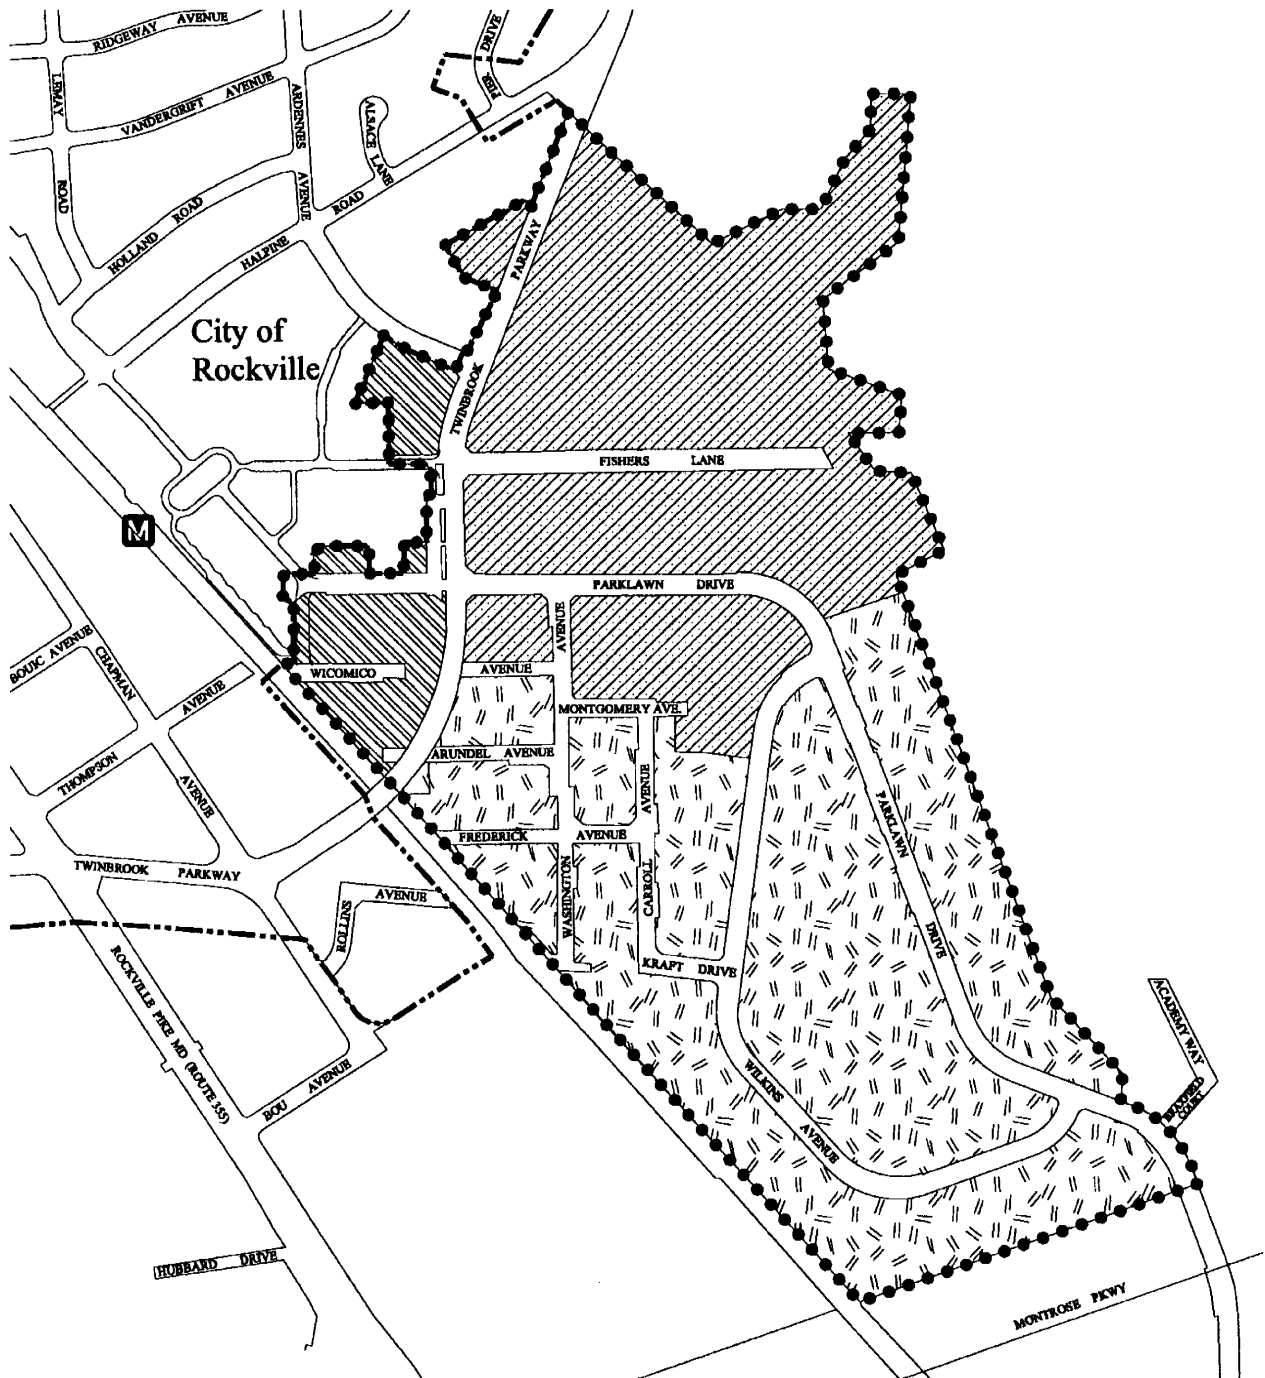 RIDGEWAY AVENUE
DRIVE
PIER
LEMAY
ROAD
VANDERGRIFT AVENUE
ARDENNES
AVENUE
ALSACE LANE
HOLLAND ROAD
HALPINE
ROAD
PARKWAY
TWINBROOK
City of
Rockville
FISHERS LANE
M
PARKLAWN DRIVE
AVENUE
BOUIC AVENUE
CHAPMAN
AVENUE
WICOMICO
AVENUE
MONTGOMERY AVE.
THOMPSON
AVENUE
ARUNDEL AVENUE
AVENUE
PARKLAWN
DRIVE
FREDERICK AVENUE
TWINBROOK PARKWAY
WASHINGTON
CARROLL
ROLLINS
AVENUE
KRAFT DRIVE
ROCKVILLE PIKE MD (ROUTE 355)
ACADEMY WAY
BRAXFIELD
COURT
WILKINS
AVENUE
BOU AVENUE
HUBBARD DRIVE
MONTROSE PKWY